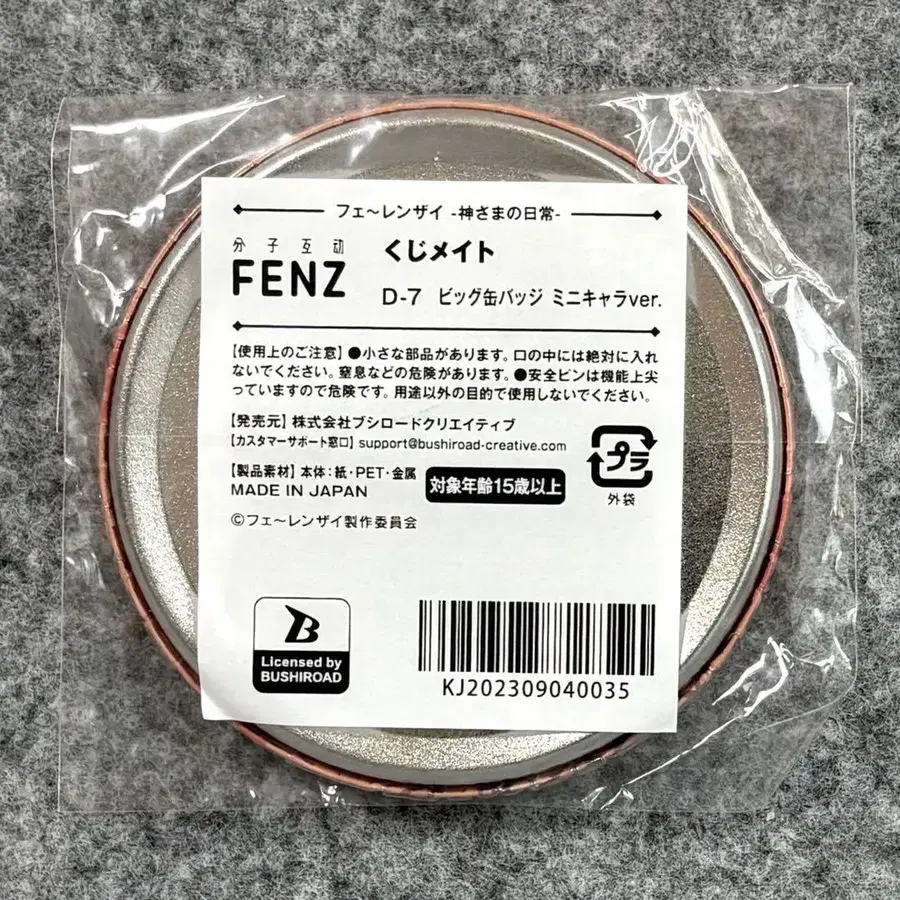 フェ～レンザイ -神さまの日常-
分子互动
FENZ
くじメイト
D-7 ビッグ缶バッジ ミニキャラver.
【使用上のご注意】●小さな部品があります。口の中には絶対に入れ
ないでください。窒息などの危険があります。●安全ピンは機能上尖
っていますので危険です。用途以外の目的で使用しないでください。
【発売元】株式会社ブシロードクリエイティブ
【カスタマーサポート窓口】support@bushiroad-creative.com
【製品素材】本体：紙・PET・金属
MADE IN JAPAN
対象年齢15歳以上
プラ
外袋
©フェ～レンザイ製作委員会
B
Licensed by
BUSHIROAD
KJ202309040035